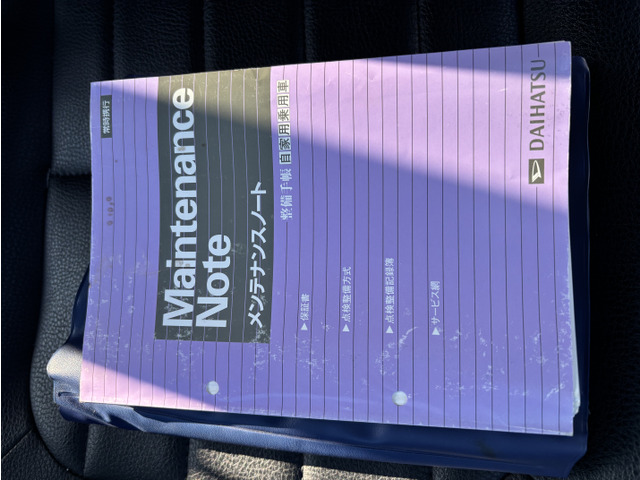 常時携行
Maintenance
Note
メンテナンスノート
整備手帳 自家用乗用車
▶保証書
▶点検整備方式
▶点検整備記録簿
▶サービス網
DAIHATSU